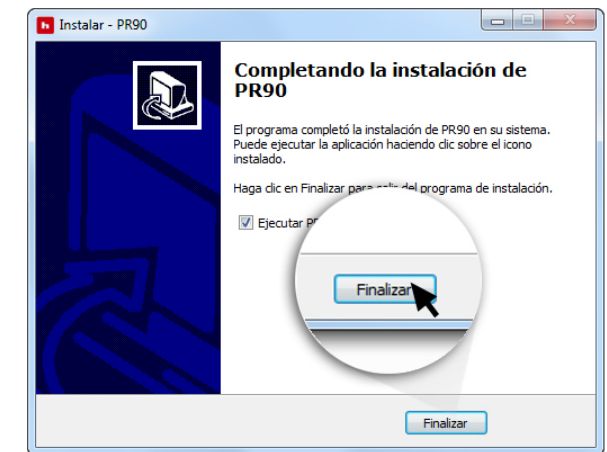 Instalar - PR90
Completando la instalación de
PR90
El programa completó la instalación de PR90 en su sistema.
Puede ejecutar la aplicación haciendo clic sobre el icono
instalado.
Haga clic en Finalizar para salir del programa de instalación.
Ejecutar
Finalizar
Finalizar